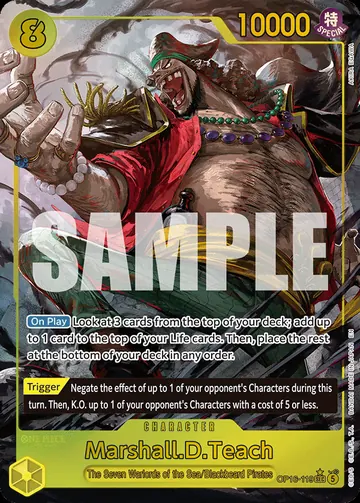 8
10000
特
SPECIAL
SAMPLE
On Play Look at 3 cards from the top of your deck; add up
to 1 card to the top of your Life cards. Then, place the rest
at the bottom of your deck in any order.
Trigger Negate the effect of up to 1 of your opponent's Characters during this
turn. Then, K.O. up to 1 of your opponent's Characters with a cost of 5 or less.
CHARACTER
Marshall.D.Teach
The Seven Warlords of the Sea/Blackbeard Pirates
OP16-119
5